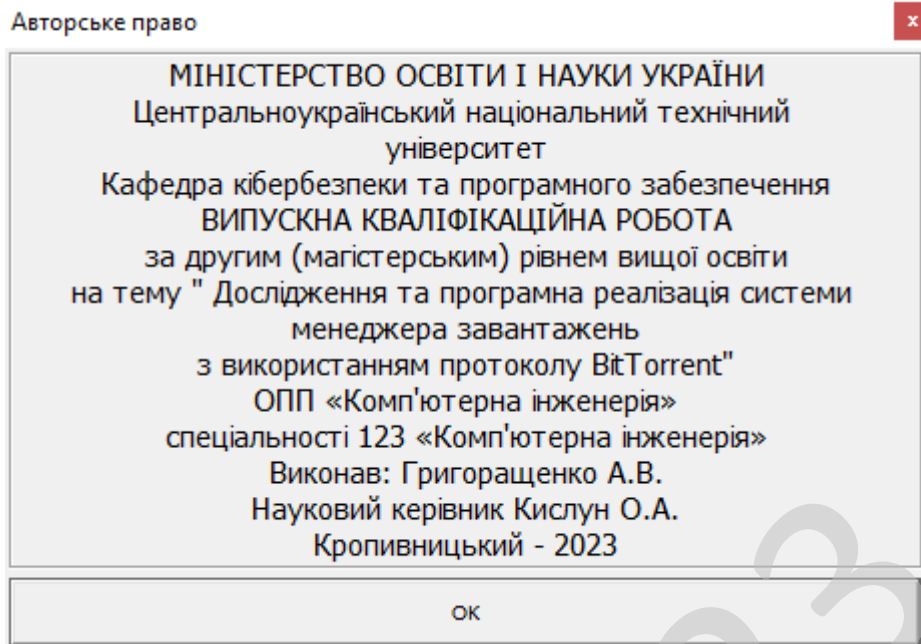 Авторське право
x
МІНІСТЕРСТВО ОСВІТИ І НАУКИ УКРАЇНИ
Центральноукраїнський національний технічний
університет
Кафедра кібербезпеки та програмного забезпечення
ВИПУСКНА КВАЛІФІКАЦІЙНА РОБОТА
за другим (магістерським) рівнем вищої освіти
на тему " Дослідження та програмна реалізація системи
менеджера завантажень
з використанням протоколу BitTorrent"
ОПП «Комп'ютерна інженерія»
спеціальності 123 «Комп'ютерна інженерія»
Виконав: Григоращенко А.В.
Науковий керівник Кислун О.А.
Кропивницький - 2023
ОК